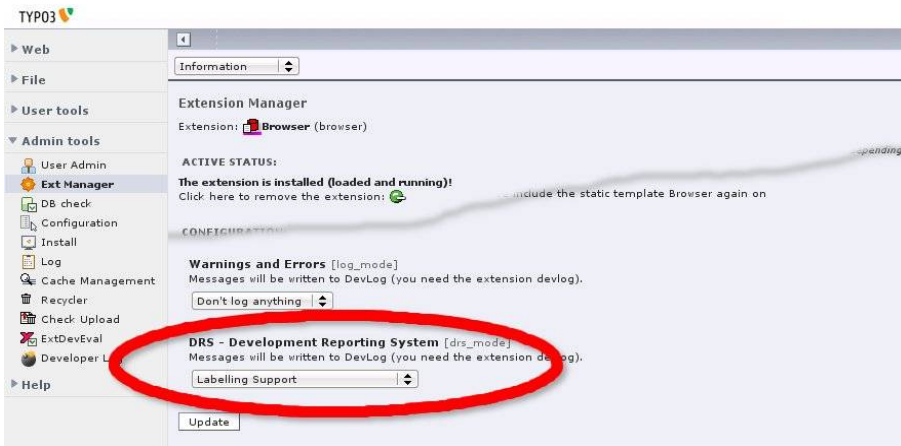 TYPO3
Web
File
User tools
Admin tools
User Admin
Ext Manager
DB check
Configuration
Install
Log
Cache Management
Recycler
Check Upload
ExtDevEval
Developer L
Help
Information
Extension Manager
Extension: Browser (browser)
ACTIVE STATUS:
pending
The extension is installed (loaded and running)!
Click here to remove the extension:
include the static template Browser again on
CONFIGURATION
Warnings and Errors [log_mode]
Messages will be written to DevLog (you need the extension devlog).
Don't log anything
DRS - Development Reporting System [drs_mode]
Messages will be written to DevLog (you need the extension devlog).
Labelling Support
Update